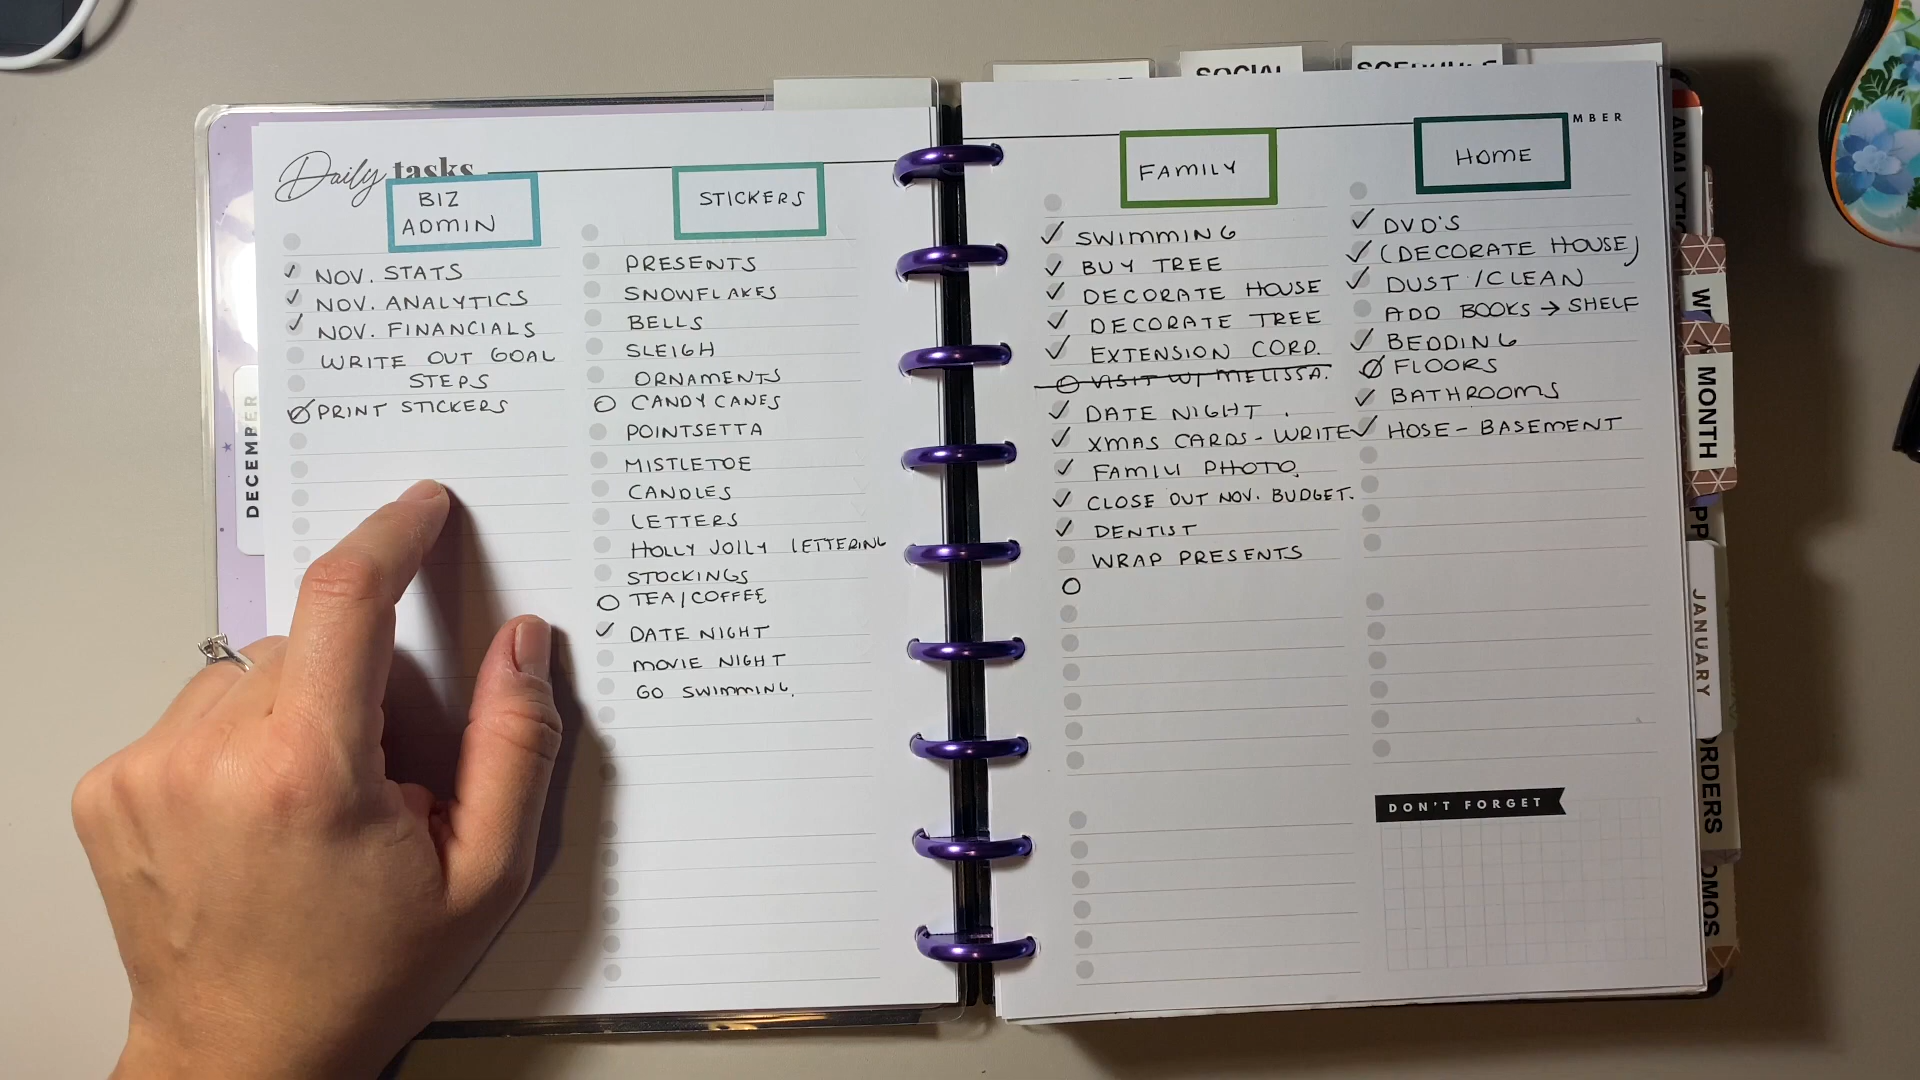 Daily tasks
BIZ
ADMIN
✓ NOV. STATS
✓ NOV. ANALYTICS
✓ NOV. FINANCIALS
WRITE OUT GOAL
STEPS
PRINT STICKERS
DECEMBER
STICKERS
PRESENTS
SNOWFLAKES
BELLS
SLEIGH
ORNAMENTS
CANDY CANES
POINTSETTA
MISTLETOE
CANDLES
LETTERS
HOLLY JOLLY LETTERING
STOCKINGS
TEA/COFFEE
✓ DATE NIGHT
MOVIE NIGHT
GO SWIMMING.
SOCIAL
MBER
FAMILY
✓ SWIMMING
✓ BUY TREE
✓ DECORATE HOUSE
✓ DECORATE TREE
✓ EXTENSION CORD.
VISIT W/ MELISSA.
✓ DATE NIGHT.
✓ XMAS CARDS - WRITE
✓ FAMILI PHOTO.
✓ CLOSE OUT NOV. BUDGET.
✓ DENTIST
WRAP PRESENTS
HOME
✓ DVD'S
✓ (DECORATE HOUSE)
✓ DUST/CLEAN
ADD BOOKS → SHELF
✓ BEDDING
FLOORS
✓ BATHROOMS
✓ HOSE - BASEMENT
DON'T FORGET
MONTH
JANUARY